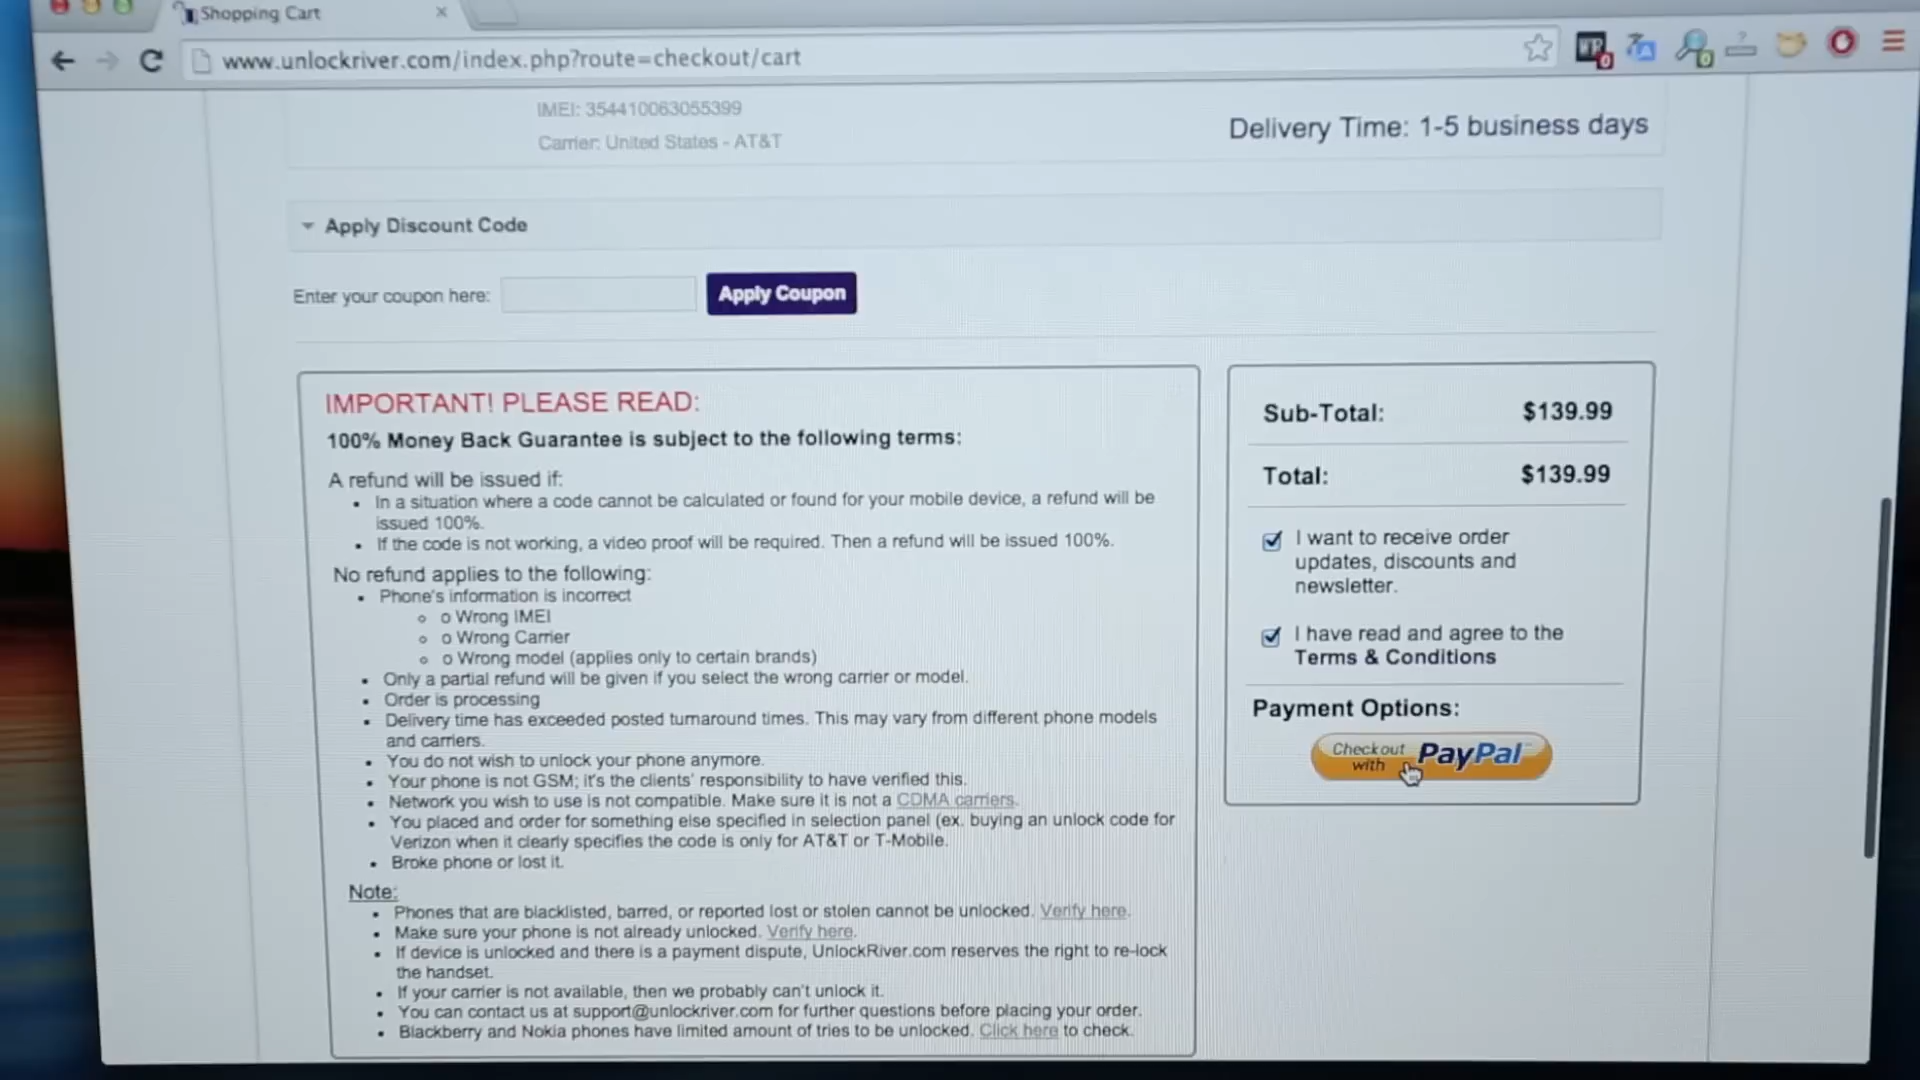 Shopping Cart
www.unlockriver.com/index.php?route=checkout/cart
IMEI: 354410063055399
Carrier: United States - AT&T
Delivery Time: 1-5 business days
Apply Discount Code
Enter your coupon here:
Apply Coupon
IMPORTANT! PLEASE READ:
100% Money Back Guarantee is subject to the following terms:
A refund will be issued if:
In a situation where a code cannot be calculated or found for your mobile device, a refund will be
issued 100%.
If the code is not working, a video proof will be required. Then a refund will be issued 100%.
No refund applies to the following:
Phone's information is incorrect
o Wrong IMEI
o Wrong Carrier
o Wrong model (applies only to certain brands)
Only a partial refund will be given if you select the wrong carrier or model.
Order is processing
Delivery time has exceeded posted turnaround times. This may vary from different phone models
and carriers.
You do not wish to unlock your phone anymore.
Your phone is not GSM; it's the clients' responsibility to have verified this.
Network you wish to use is not compatible. Make sure it is not a CDMA carriers.
You placed and order for something else specified in selection panel (ex. buying an unlock code for
Verizon when it clearly specifies the code is only for AT&T or T-Mobile.
Broke phone or lost it.
Note:
Phones that are blacklisted, barred, or reported lost or stolen cannot be unlocked. Verify here.
Make sure your phone is not already unlocked. Verify here.
If device is unlocked and there is a payment dispute, UnlockRiver.com reserves the right to re-lock
the handset.
If your carrier is not available, then we probably can't unlock it.
You can contact us at support@unlockriver.com for further questions before placing your order.
Blackberry and Nokia phones have limited amount of tries to be unlocked. Click here to check.
Sub-Total: $139.99
Total: $139.99
I want to receive order
updates, discounts and
newsletter.
I have read and agree to the
Terms & Conditions
Payment Options:
Checkout
with PayPal